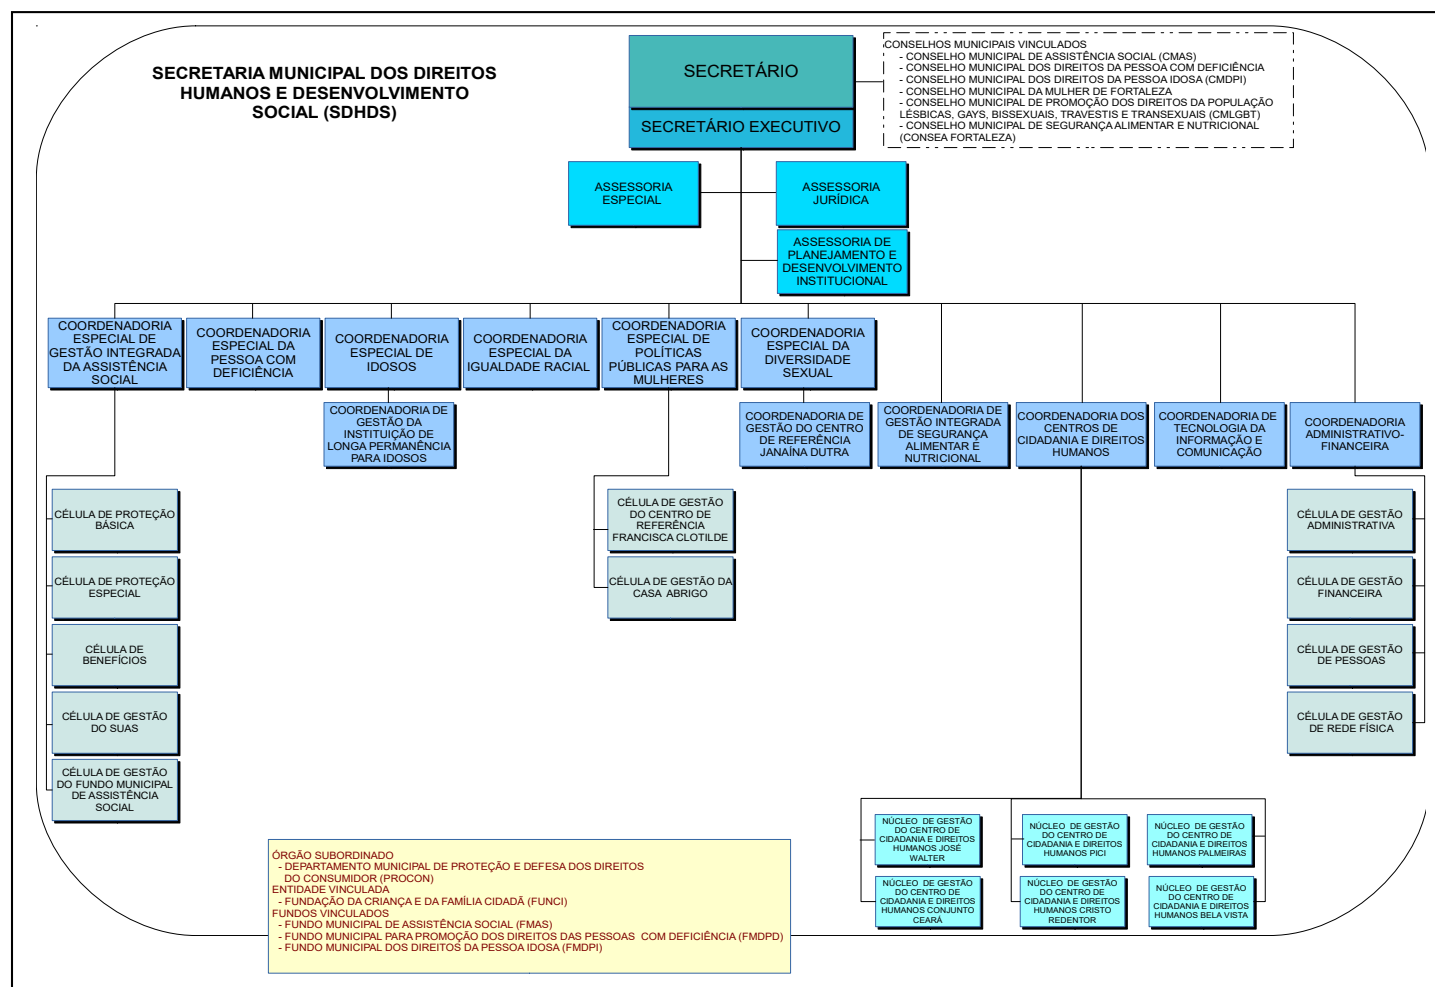 SECRETARIA MUNICIPAL DOS DIREITOS
HUMANOS E DESENVOLVIMENTO
SOCIAL (SDHDS)
SECRETÁRIO
SECRETÁRIO EXECUTIVO
CONSELHOS MUNICIPAIS VINCULADOS
- CONSELHO MUNICIPAL DE ASSISTÊNCIA SOCIAL (CMAS)
- CONSELHO MUNICIPAL DOS DIREITOS DA PESSOA COM DEFICIÊNCIA
- CONSELHO MUNICIPAL DOS DIREITOS DA PESSOA IDOSA (CMDPI)
- CONSELHO MUNICIPAL DA MULHER DE FORTALEZA
- CONSELHO MUNICIPAL DE PROMOÇÃO DOS DIREITOS DA POPULAÇÃO
LÉSBICAS, GAYS, BISSEXUAIS, TRAVESTIS E TRANSEXUAIS (CMLGBT)
- CONSELHO MUNICIPAL DE SEGURANÇA ALIMENTAR E NUTRICIONAL
(CONSEA FORTALEZA)
ASSESSORIA
ESPECIAL
ASSESSORIA
JURÍDICA
ASSESSORIA DE
PLANEJAMENTO E
DESENVOLVIMENTO
INSTITUCIONAL
COORDENADORIA
ESPECIAL DE
GESTÃO INTEGRADA
DA ASSISTÊNCIA
SOCIAL
COORDENADORIA
ESPECIAL DA
PESSOA COM
DEFICIÊNCIA
COORDENADORIA
ESPECIAL DE
IDOSOS
COORDENADORIA
ESPECIAL DA
IGUALDADE RACIAL
COORDENADORIA
ESPECIAL DE
POLÍTICAS
PÚBLICAS PARA AS
MULHERES
COORDENADORIA
ESPECIAL DA
DIVERSIDADE
SEXUAL
COORDENADORIA DE
GESTÃO DA
INSTITUIÇÃO DE
LONGA PERMANÊNCIA
PARA IDOSOS
COORDENADORIA DE
GESTÃO DO CENTRO
DE REFERÊNCIA
JANAÍNA DUTRA
COORDENADORIA DE
GESTÃO INTEGRADA
DE SEGURANÇA
ALIMENTAR E
NUTRICIONAL
COORDENADORIA DOS
CENTROS DE
CIDADANIA E DIREITOS
HUMANOS
COORDENADORIA DE
TECNOLOGIA DA
INFORMAÇÃO E
COMUNICAÇÃO
COORDENADORIA
ADMINISTRATIVO-
FINANCEIRA
CÉLULA DE PROTEÇÃO
BÁSICA
CÉLULA DE PROTEÇÃO
ESPECIAL
CÉLULA DE
BENEFÍCIOS
CÉLULA DE GESTÃO
DO SUAS
CÉLULA DE GESTÃO
DO FUNDO MUNICIPAL
DE ASSISTÊNCIA
SOCIAL
CÉLULA DE GESTÃO
DO CENTRO DE
REFERÊNCIA
FRANCISCA CLOTILDE
CÉLULA DE GESTÃO DA
CASA ABRIGO
CÉLULA DE GESTÃO
ADMINISTRATIVA
CÉLULA DE GESTÃO
FINANCEIRA
CÉLULA DE GESTÃO
DE PESSOAS
CÉLULA DE GESTÃO
DE REDE FÍSICA
NÚCLEO DE GESTÃO
DO CENTRO DE
CIDADANIA E DIREITOS
HUMANOS JOSÉ
WALTER
NÚCLEO DE GESTÃO
DO CENTRO DE
CIDADANIA E DIREITOS
HUMANOS PICI
NÚCLEO DE GESTÃO
DO CENTRO DE
CIDADANIA E DIREITOS
HUMANOS PALMEIRAS
NÚCLEO DE GESTÃO
DO CENTRO DE
CIDADANIA E DIREITOS
HUMANOS CONJUNTO
CEARÁ
NÚCLEO DE GESTÃO
DO CENTRO DE
CIDADANIA E DIREITOS
HUMANOS CRISTO
REDENTOR
NÚCLEO DE GESTÃO
DO CENTRO DE
CIDADANIA E DIREITOS
HUMANOS BELA VISTA
ÓRGÃO SUBORDINADO
- DEPARTAMENTO MUNICIPAL DE PROTEÇÃO E DEFESA DOS DIREITOS
DO CONSUMIDOR (PROCON)
ENTIDADE VINCULADA
- FUNDAÇÃO DA CRIANÇA E DA FAMÍLIA CIDADÃ (FUNCI)
FUNDOS VINCULADOS
- FUNDO MUNICIPAL DE ASSISTÊNCIA SOCIAL (FMAS)
- FUNDO MUNICIPAL PARA PROMOÇÃO DOS DIREITOS DAS PESSOAS COM DEFICIÊNCIA (FMDPD)
- FUNDO MUNICIPAL DOS DIREITOS DA PESSOA IDOSA (FMDPI)